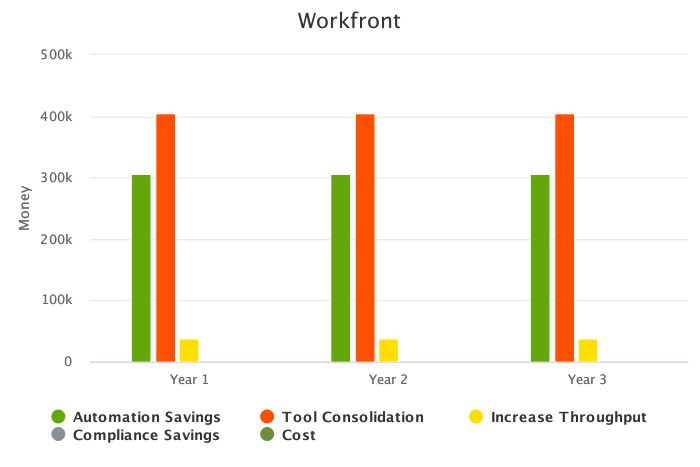 Workfront
500k
400k
300k
200k
100k
0
Money
Year 1 Year 2 Year 3
Automation Savings Tool Consolidation Increase Throughput
Compliance Savings Cost